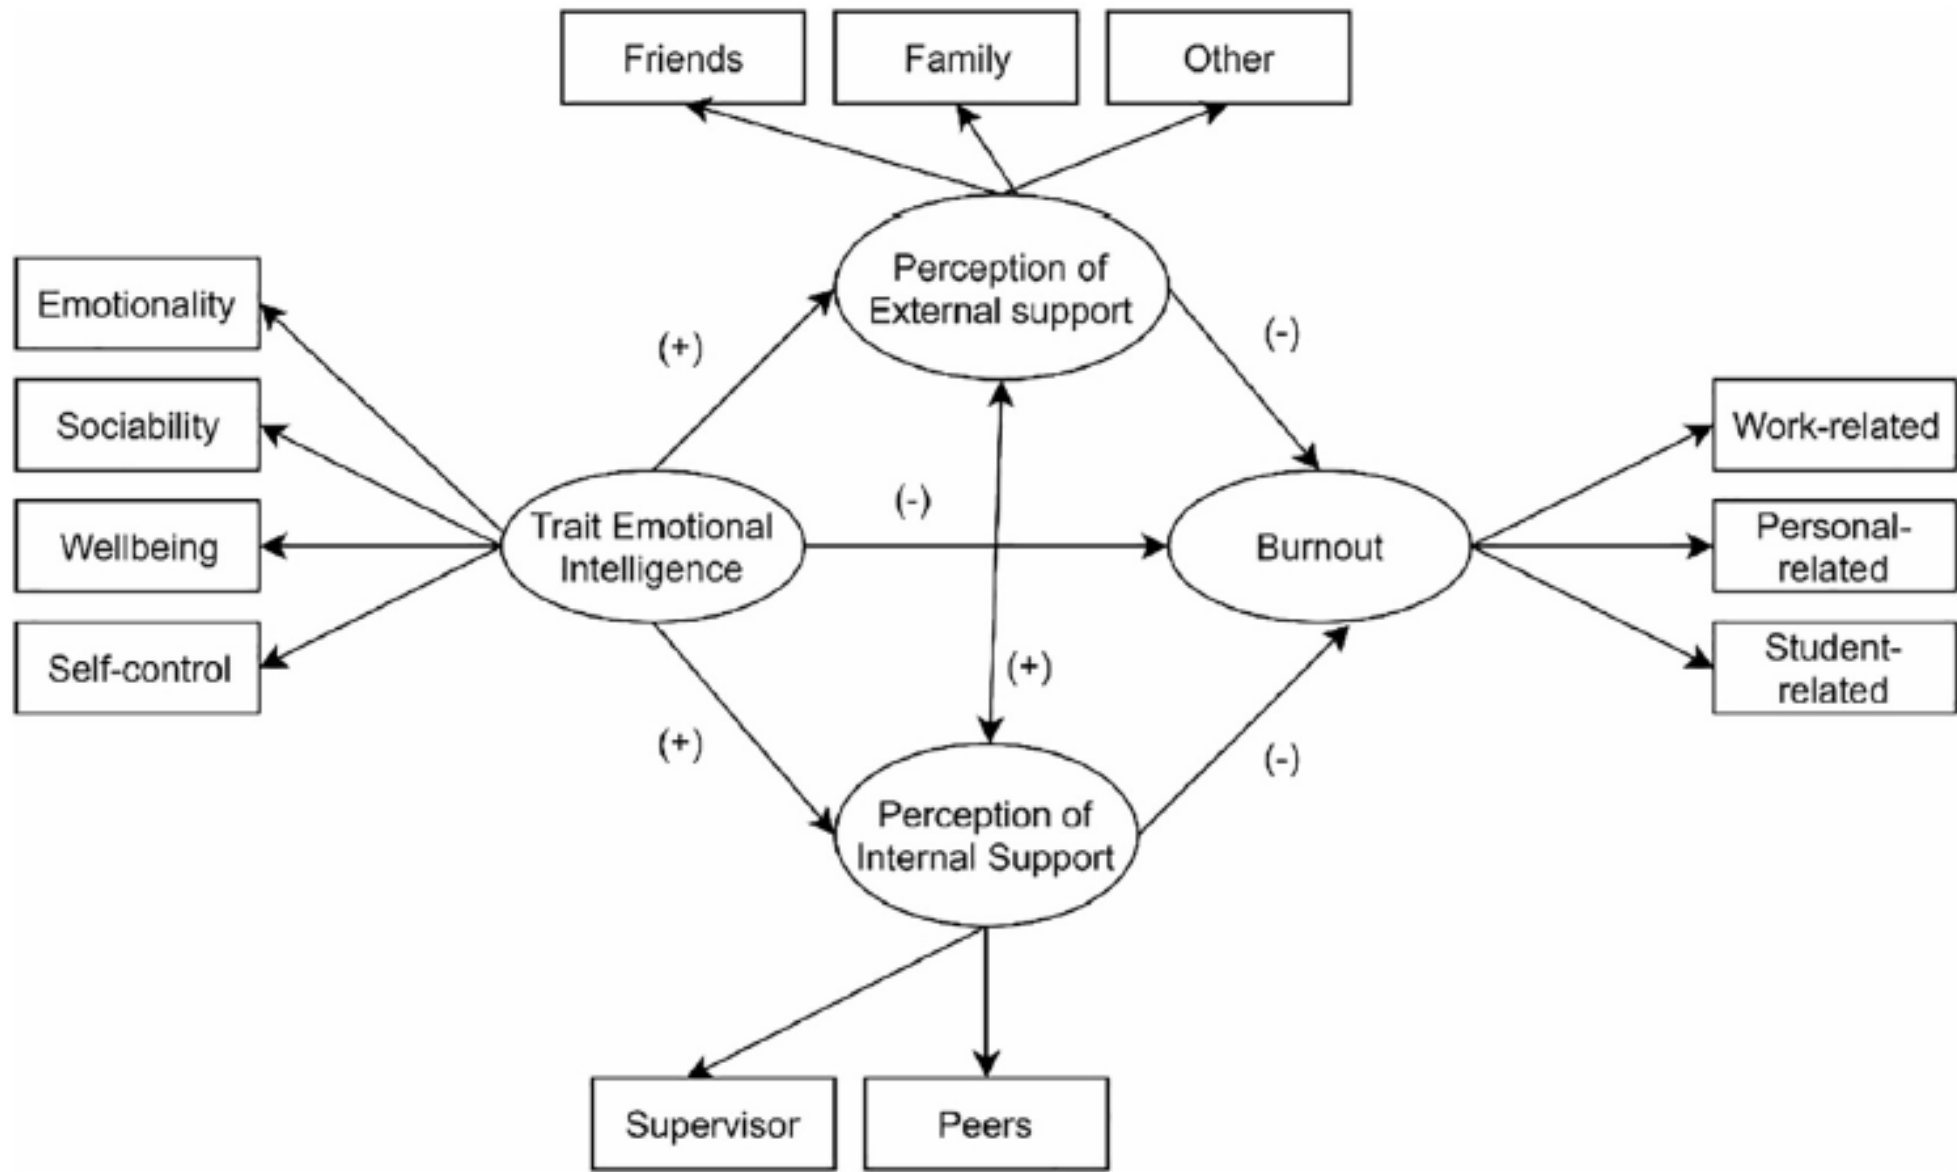 Friends
Family
Other
Perception of
External support
Emotionality
Sociability
Wellbeing
Self-control
(+)
(-)
Trait Emotional
Intelligence
(-)
Burnout
Work-related
Personal-
related
Student-
related
(+)
(+)
(-)
Perception of
Internal Support
Supervisor
Peers